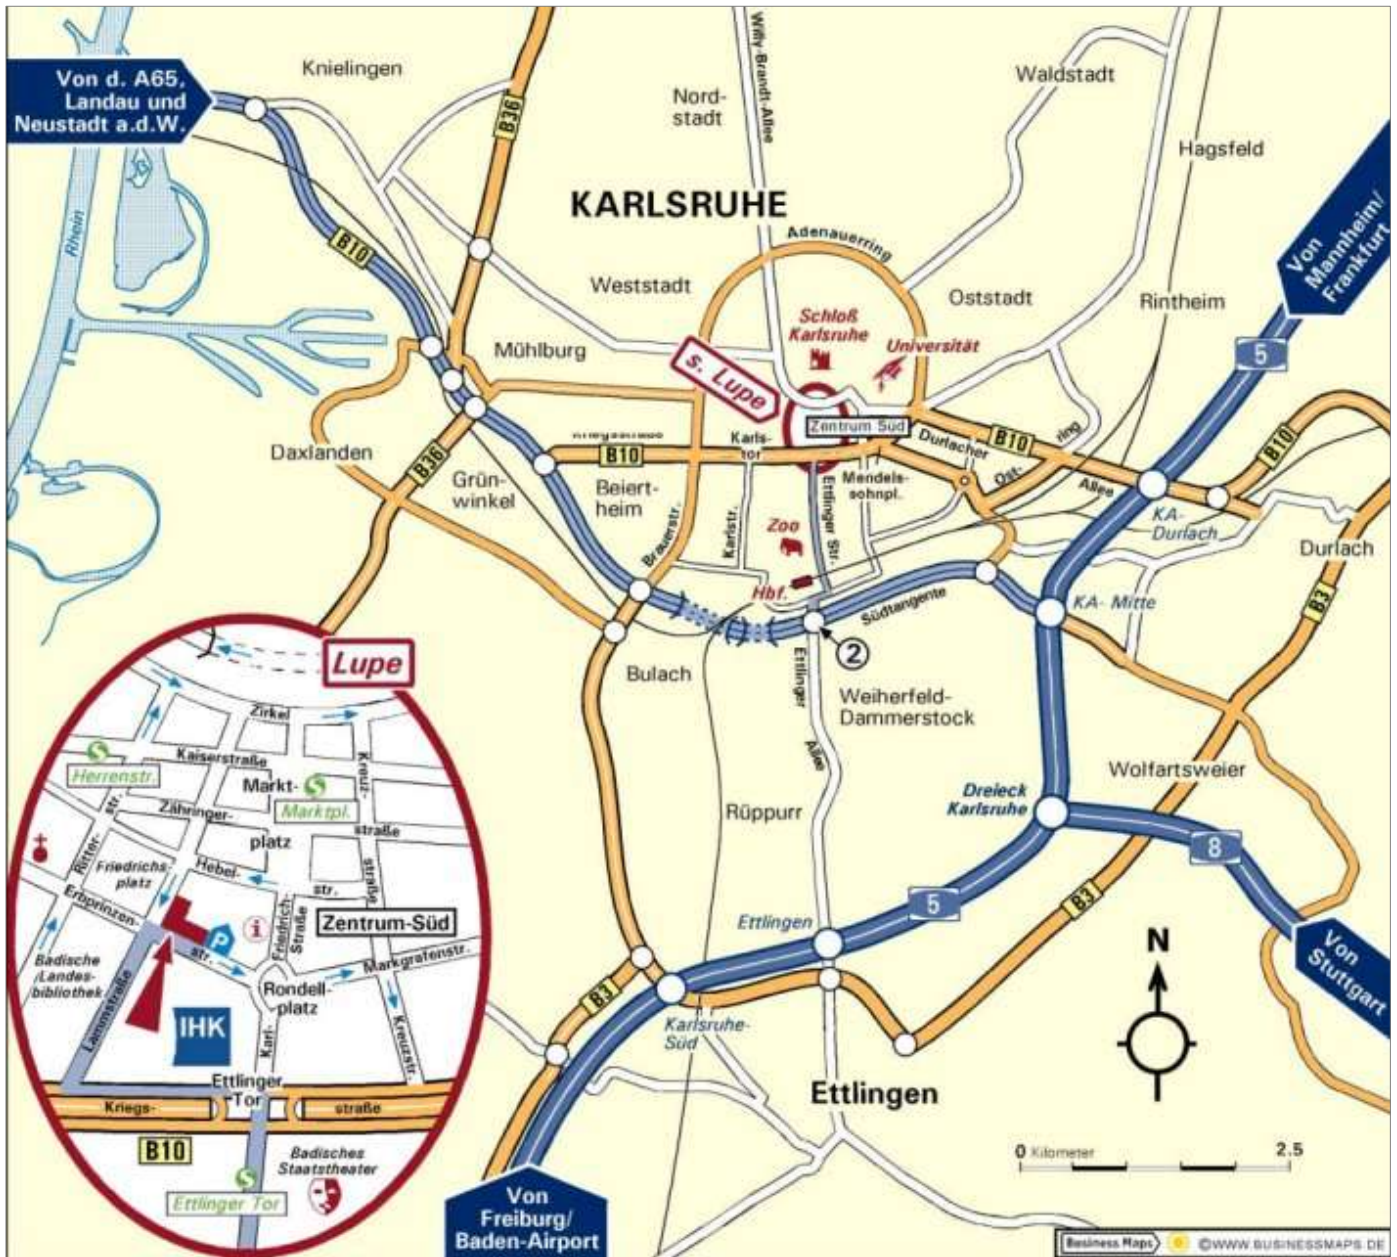 Von d. A65,
Landau und
Neustadt a.d.W.
Knielingen
B36
Nord-
stadt
Willy-Brandt-Allee
Waldstadt
Hagsfeld
Rhein
KARLSRUHE
B10
Adenauerring
Von
Mannheim/
Frankfurt
Weststadt
Oststadt
Rintheim
Schloß
Karlsruhe
Universität
5
Mühlburg
s. Lupe
Zentrum Süd
Daxlanden
B36
Grün-
winkel
B10
Beiert-
heim
Karls-
tor
Durlacher
Allee
B10
Ost-
ring
B10
Mendels-
sohnpl.
KA-
Durlach
Durlach
Brauerstr.
Karlstr.
Zoo
Ettlinger Str.
Hbf.
Südtangente
KA- Mitte
B3
2
Bulach
Ettlinger
Allee
Weiherfeld-
Dammerstock
Wolfartsweier
Dreieck
Karlsruhe
Rüppurr
8
5
B3
Ettlingen
Von
Stuttgart
N
B3
Karlsruhe-
Süd
Ettlingen
0 Kilometer 2.5
Von
Freiburg/
Baden-Airport
Lupe
Zirkel
Kaiserstraße
Kreuz-
straße
Herrenstr.
Markt-
platz
Marktpl.
Zähringer-
straße
Ritter-
str.
Friedrichs-
platz
Hebel-
str.
Erbprinzen-
str.
P
i
Friedrich-
Straße
Zentrum-Süd
Markgrafenstr.
Badische
Landes-
bibliothek
Lammstraße
Rondell-
platz
IHK
Karl-
Kreuzstr.
Ettlinger
Tor
Kriegs-
straße
B10
Badisches
Staatstheater
Ettlinger Tor
Business Maps ©WWW.BUSINESSMAPS.DE